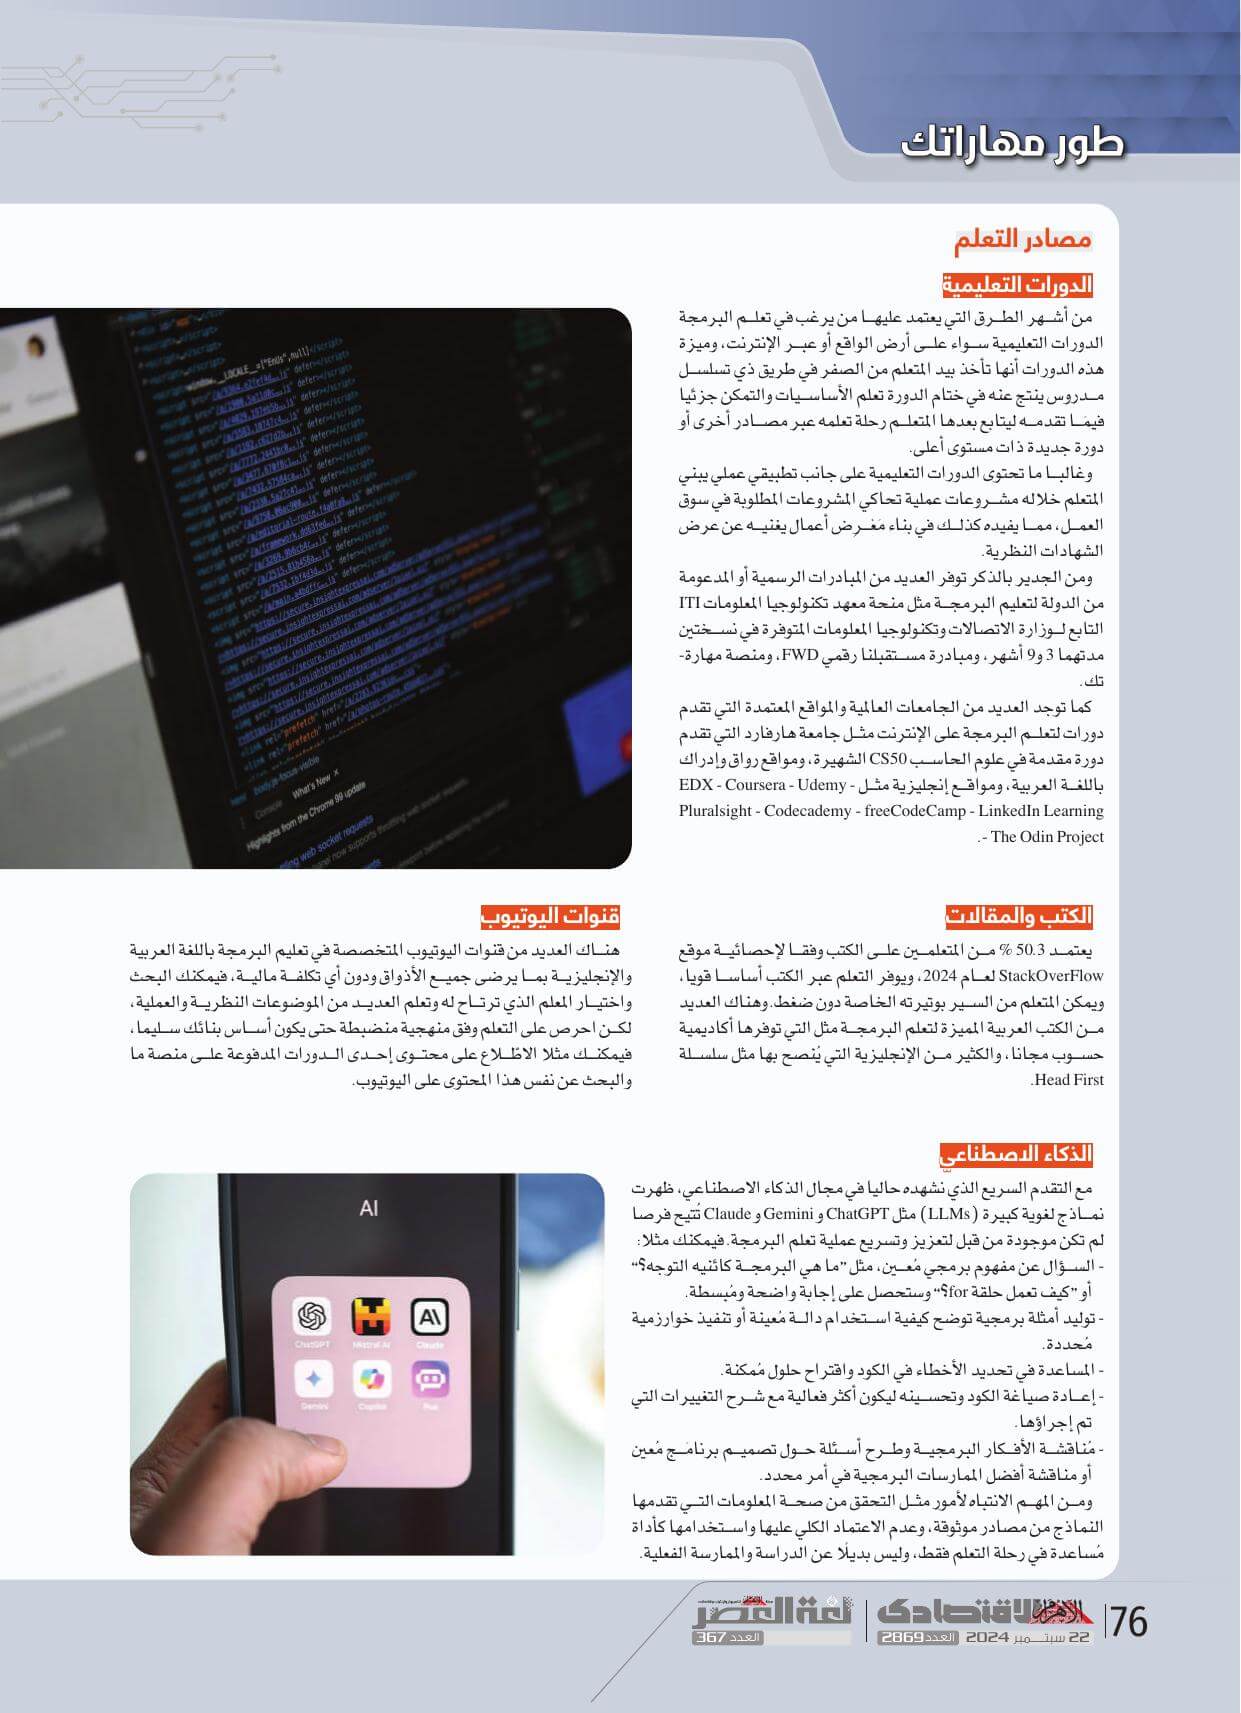 طور مهاراتك
مصادر التعلم
الدورات التعليمية
من أشهر الطرق التي يعتمد عليها من يرغب في تعلم البرمجة
الدورات التعليمية سواء على أرض الواقع أو عبر الإنترنت، وميزة
هذه الدورات أنها تأخذ بيد المتعلم من الصفر في طريق ذي تسلسل
مدروس ينتج عنه في ختام الدورة تعلم الأساسيات والتمكن جزئيا
فيمَا تقدمه ليتابع بعدها المتعلم رحلة تعلمه عبر مصادر أخرى أو
دورة جديدة ذات مستوى أعلى.
وغالبا ما تحتوى الدورات التعليمية على جانب تطبيقي عملي يبني
المتعلم خلاله مشروعات عملية تحاكي المشروعات المطلوبة في سوق
العمل، مما يفيده كذلك في بناء مَعْرِض أعمال يغنيه عن عرض
الشهادات النظرية.
ومن الجدير بالذكر توفر العديد من المبادرات الرسمية أو المدعومة
من الدولة لتعليم البرمجة مثل منحة معهد تكنولوجيا المعلومات ITI
التابع لوزارة الاتصالات وتكنولوجيا المعلومات المتوفرة في نسختين
مدتهما 3 و9 أشهر، ومبادرة مستقبلنا رقمي FWD، ومنصة مهارة-
تك.
كما توجد العديد من الجامعات العالمية والمواقع المعتمدة التي تقدم
دورات لتعلم البرمجة على الإنترنت مثل جامعة هارفارد التي تقدم
دورة مقدمة في علوم الحاسب CS50 الشهيرة، ومواقع رواق وإدراك
باللغة العربية، ومواقع إنجليزية مثل EDX - Coursera - Udemy -
Pluralsight - Codecademy - freeCodeCamp - LinkedIn Learning
- The Odin Project -.
الكتب والمقالات
يعتمد 50.3 % من المتعلمين على الكتب وفقا لإحصائية موقع
StackOverFlow لعام 2024، ويوفر التعلم عبر الكتب أساسا قويا،
ويمكن المتعلم من السير بوتيرته الخاصة دون ضغط. وهناك العديد
من الكتب العربية المميزة لتعلم البرمجة مثل التي توفرها أكاديمية
حسوب مجانا، والكثير من الإنجليزية التي يُنصح بها مثل سلسلة
Head First.
قنوات اليوتيوب
هناك العديد من قنوات اليوتيوب المتخصصة في تعليم البرمجة باللغة العربية
والإنجليزية بما يرضى جميع الأذواق ودون أي تكلفة مالية، فيمكنك البحث
واختيار المعلم الذي ترتاح له وتعلم العديد من الموضوعات النظرية والعملية،
لكن احرص على التعلم وفق منهجية منضبطة حتى يكون أساس بنائك سليما،
فيمكنك مثلا الاطّلاع على محتوى إحدى الدورات المدفوعة على منصة ما
والبحث عن نفس هذا المحتوى على اليوتيوب.
الذكاء الاصطناعيّ
مع التقدم السريع الذي نشهده حاليا في مجال الذكاء الاصطناعي، ظهرت
نماذج لغوية كبيرة (LLMs) مثل ChatGPT و Gemini و Claude تُتيح فرصا
لم تكن موجودة من قبل لتعزيز وتسريع عملية تعلم البرمجة. فيمكنك مثلا:
- السؤال عن مفهوم برمجي مُعين، مثل "ما هي البرمجة كائنيه التوجه؟"
أو "كيف تعمل حلقة for؟" وستحصل على إجابة واضحة ومُبسطة.
- توليد أمثلة برمجية توضح كيفية استخدام دالة مُعينة أو تنفيذ خوارزمية
مُحددة.
- المساعدة في تحديد الأخطاء في الكود واقتراح حلول مُمكنة.
- إعادة صياغة الكود وتحسينه ليكون أكثر فعالية مع شرح التغييرات التي
تم إجراؤها.
- مُناقشة الأفكار البرمجية وطرح أسئلة حول تصميم برنامَج مُعين
أو مناقشة أفضل الممارسات البرمجية في أمر محدد.
ومن المهم الانتباه لأمور مثل التحقق من صحة المعلومات التي تقدمها
النماذج من مصادر موثوقة، وعدم الاعتماد الكلي عليها واستخدامها كأداة
مُساعدة في رحلة التعلم فقط، وليس بديلًا عن الدراسة والممارسة الفعلية.
AI
ChatGPT Mistral AI Claude
Gemini Copilot Poe
76
الأهرام الاقتصادى
22 سبتمبر 2024 العدد 2869
لغة العصر
العدد 367